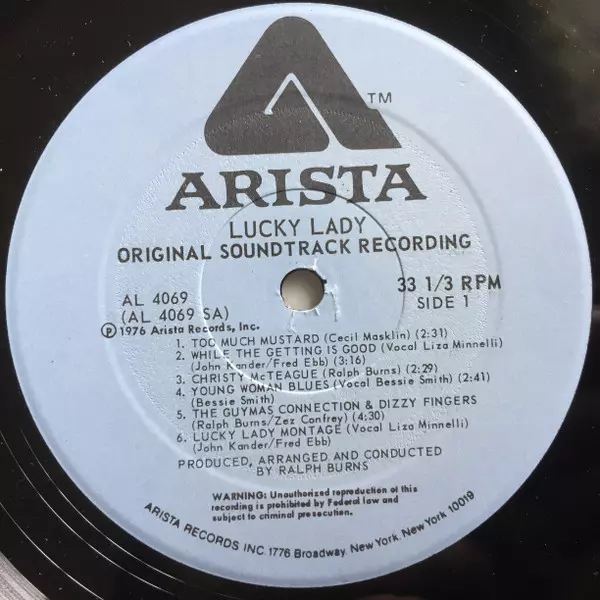 TM
ARISTA
LUCKY LADY
ORIGINAL SOUNDTRACK RECORDING
AL 4069
(AL 4069 SA)
℗1976 Arista Records, Inc.
33 1/3 RPM
SIDE 1
1. TOO MUCH MUSTARD (Cecil Masklin) (2:31)
2. WHILE THE GETTING IS GOOD (Vocal Liza Minnelli)
(John Kander/Fred Ebb) (3:16)
3. CHRISTY McTEAGUE (Ralph Burns) (2:29)
4. YOUNG WOMAN BLUES (Vocal Bessie Smith) (2:41)
(Bessie Smith)
5. THE GUYMAS CONNECTION & DIZZY FINGERS
(Ralph Burns/Zez Confrey) (4:30)
6. LUCKY LADY MONTAGE (Vocal Liza Minnelli)
(John Kander/Fred Ebb)
PRODUCED, ARRANGED AND CONDUCTED
BY RALPH BURNS
WARNING: Unauthorized reproduction of this
recording is prohibited by Federal law and
subject to criminal prosecution.
ARISTA RECORDS INC. 1776 Broadway, New York, New York 10019